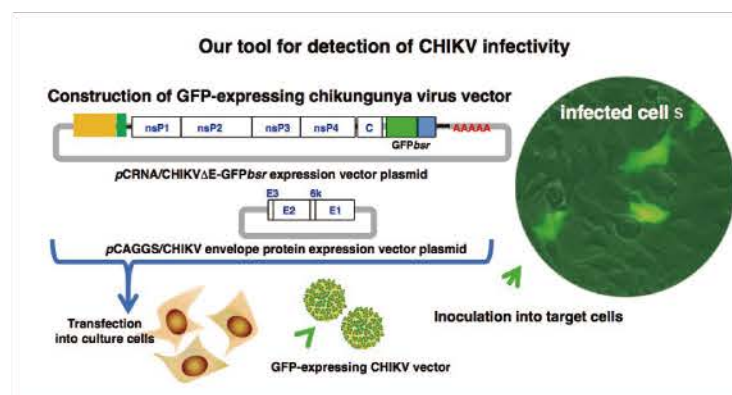 Our tool for detection of CHIKV infectivity
Construction of GFP-expressing chikungunya virus vector
nsP1 nsP2 nsP3 nsP4 C AAAAA
GFPbsr
pCRNA/CHIKVΔE-GFPbsr expression vector plasmid
E3 6k
E2 E1
pCAGGS/CHIKV envelope protein expression vector plasmid
infected cell s
Transfection
into culture cells
GFP-expressing CHIKV vector
Inoculation into target cells